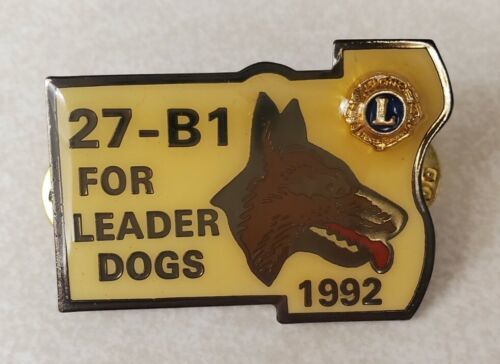 27-B1
FOR
LEADER
DOGS
1992
L